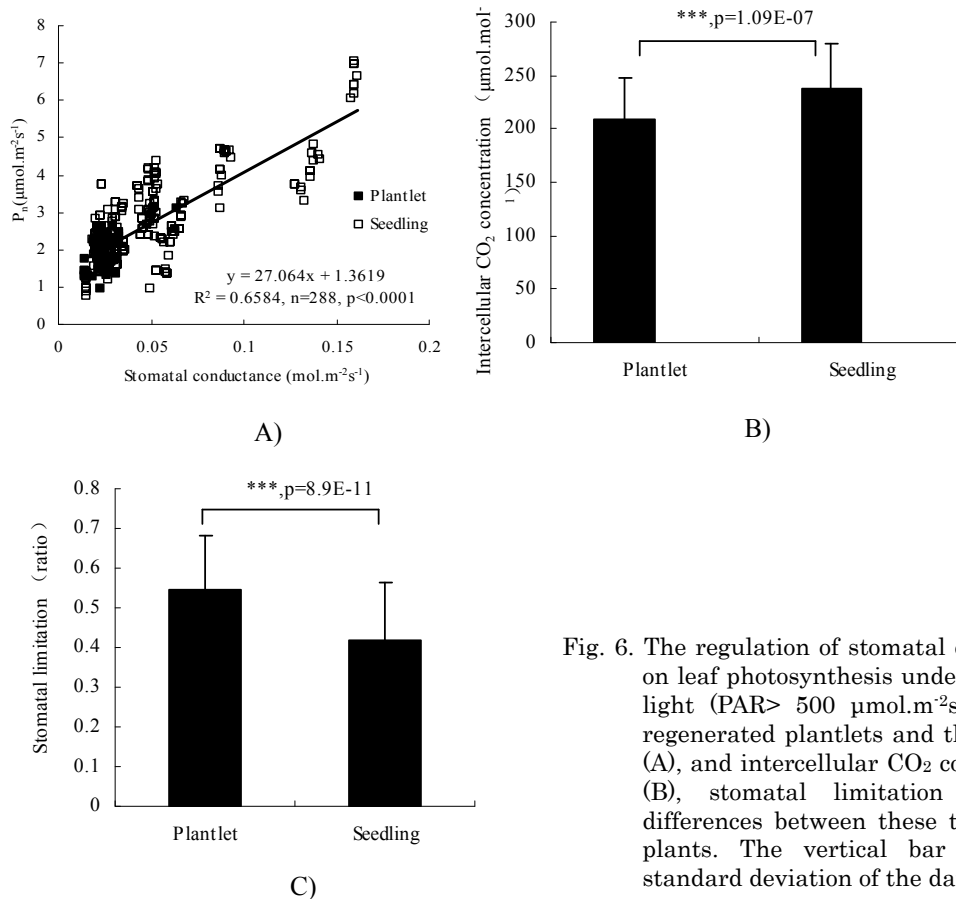 8
7
6
5
4
3
2
1
0
Pn(μmol.m⁻²s⁻¹)
■ Plantlet
□ Seedling
y = 27.064x + 1.3619
R² = 0.6584, n=288, p<0.0001
0 0.05 0.1 0.15 0.2
Stomatal conductance (mol.m⁻²s⁻¹)
A)
300
250
200
150
100
50
0
Intercellular CO₂ concentration (μmol.mol⁻
¹)
***,p=1.09E-07
Plantlet Seedling
B)
0.8
0.7
0.6
0.5
0.4
0.3
0.2
0.1
0
Stomatal limitation (ratio)
***,p=8.9E-11
Plantlet Seedling
C)
Fig. 6. The regulation of stomatal
on leaf photosynthesis unde
light (PAR> 500 μmol.m⁻²s
regenerated plantlets and th
(A), and intercellular CO₂ co
(B), stomatal limitation
differences between these t
plants. The vertical bar
standard deviation of the da